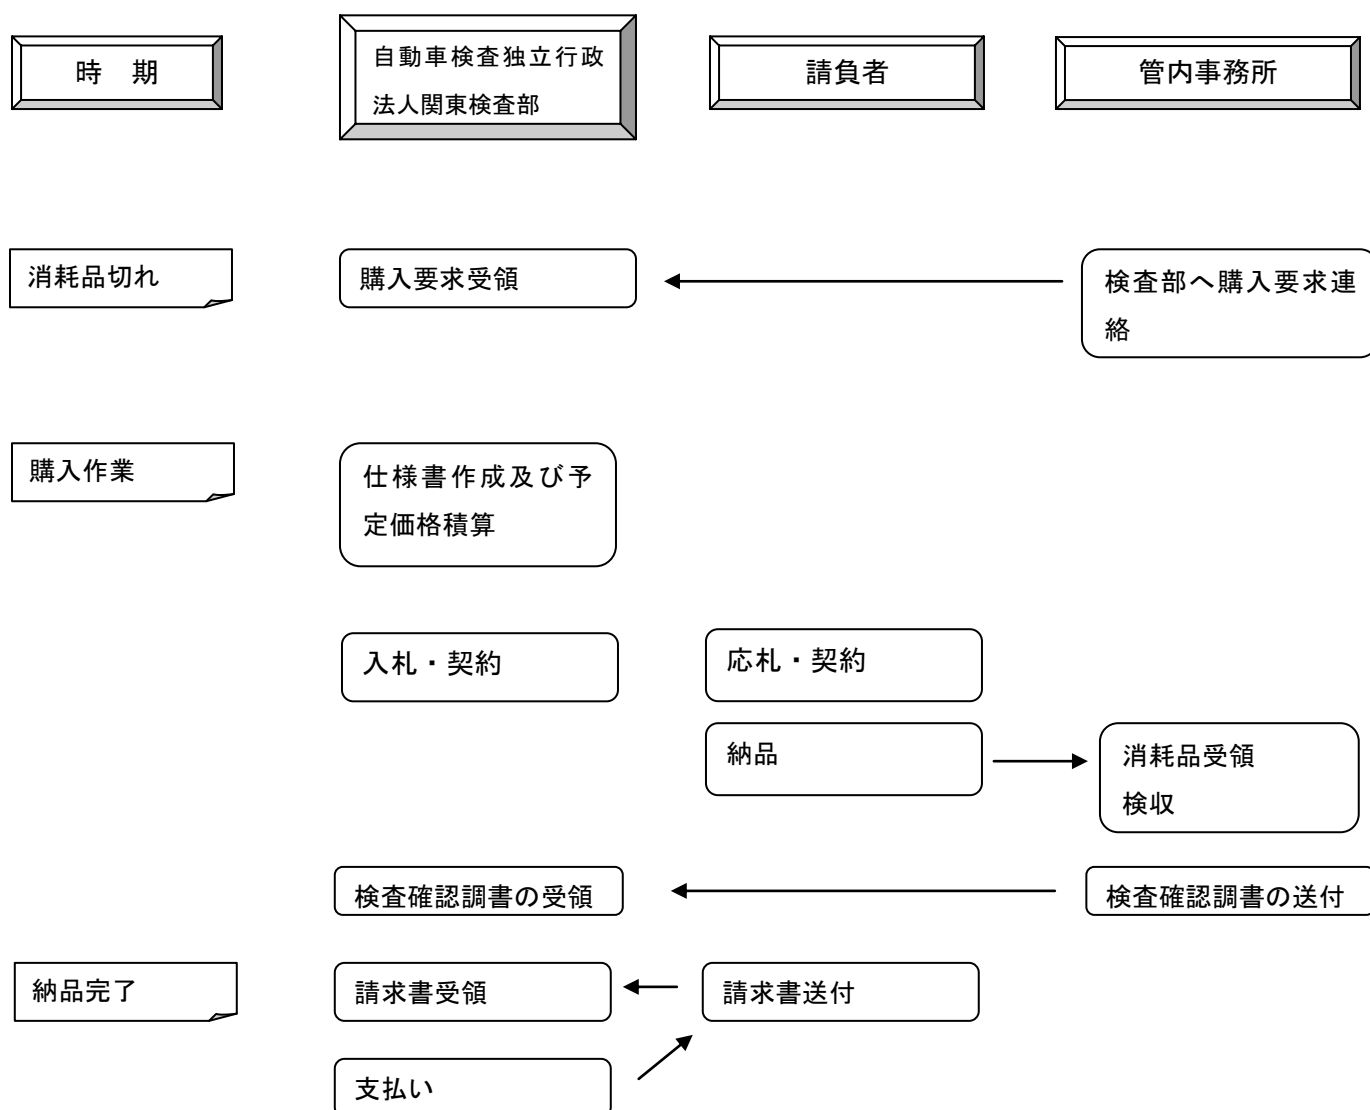 時　期
自動車検査独立行政
法人関東検査部
請負者
管内事務所
消耗品切れ
購入要求受領
検査部へ購入要求連
絡
購入作業
仕様書作成及び予
定価格積算
入札・契約
応札・契約
納品
消耗品受領
検収
検査確認調書の受領
検査確認調書の送付
納品完了
請求書受領
請求書送付
支払い